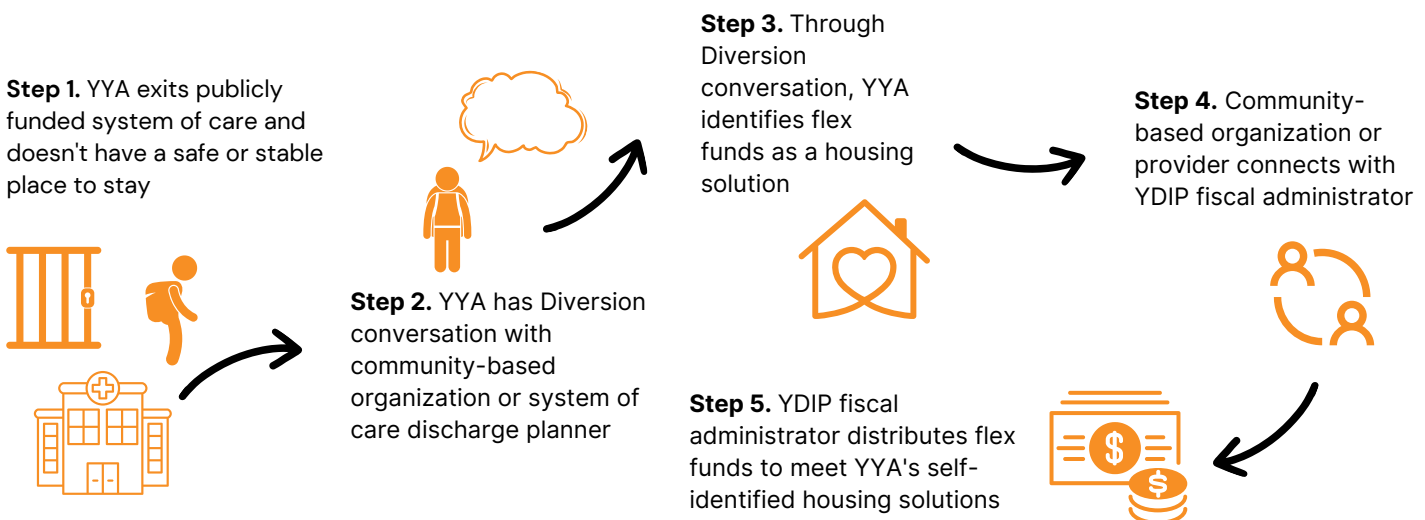 Step 1. YYA exits publicly
funded system of care and
doesn't have a safe or stable
place to stay
Step 2. YYA has Diversion
conversation with
community-based
organization or system of
care discharge planner
Step 3. Through
Diversion
conversation, YYA
identifies flex
funds as a housing
solution
Step 4. Community-
based organization or
provider connects with
YDIP fiscal administrator
Step 5. YDIP fiscal
administrator distributes flex
funds to meet YYA's self-
identified housing solutions
$
$